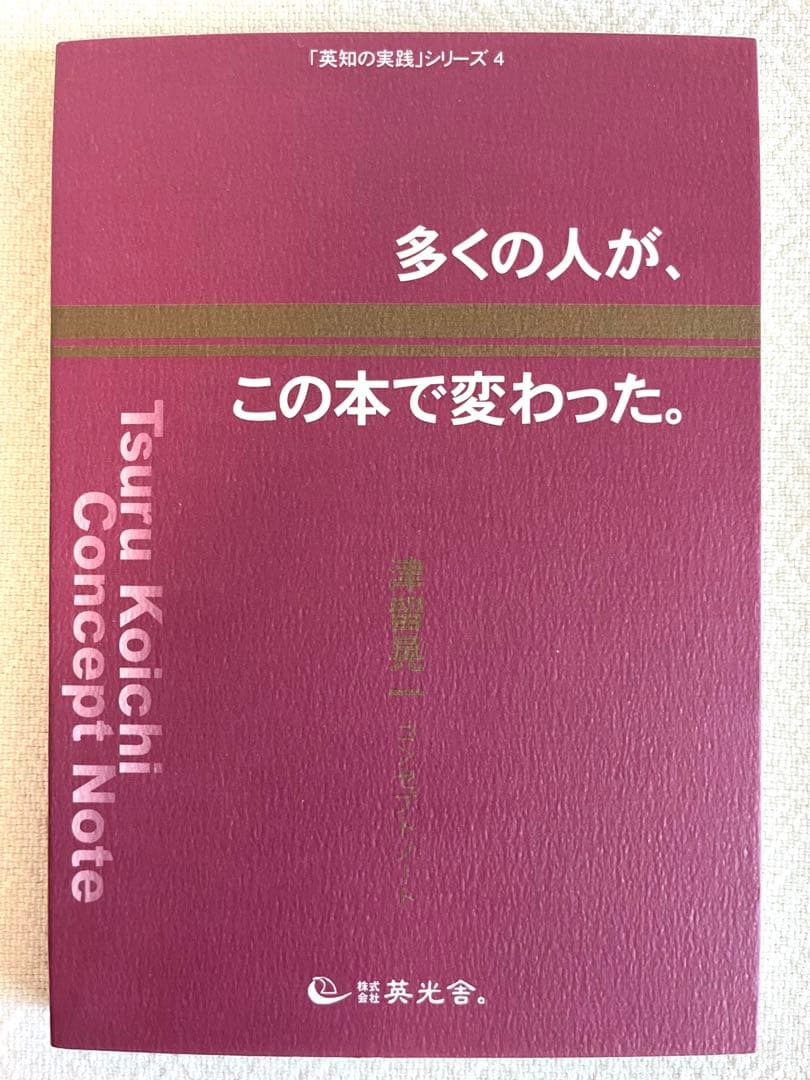 「英知の実践」シリーズ 4
多くの人が、
この本で変わった。
Tsuru Koichi
Concept Note
津留晃一
コンセプトノート
株式会社 英光舎。